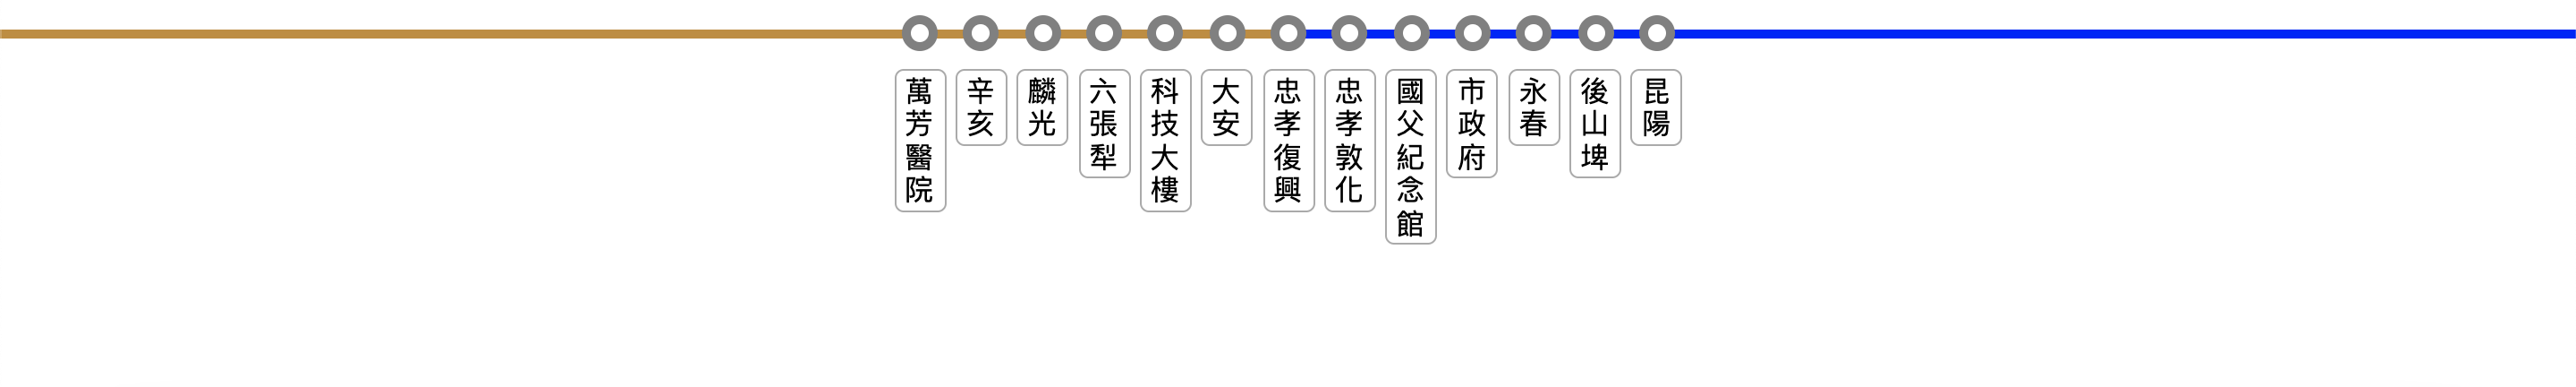 萬芳醫院
辛亥
麟光
六張犁
科技大樓
大安
忠孝復興
忠孝敦化
國父紀念館
市政府
永春
後山埤
昆陽